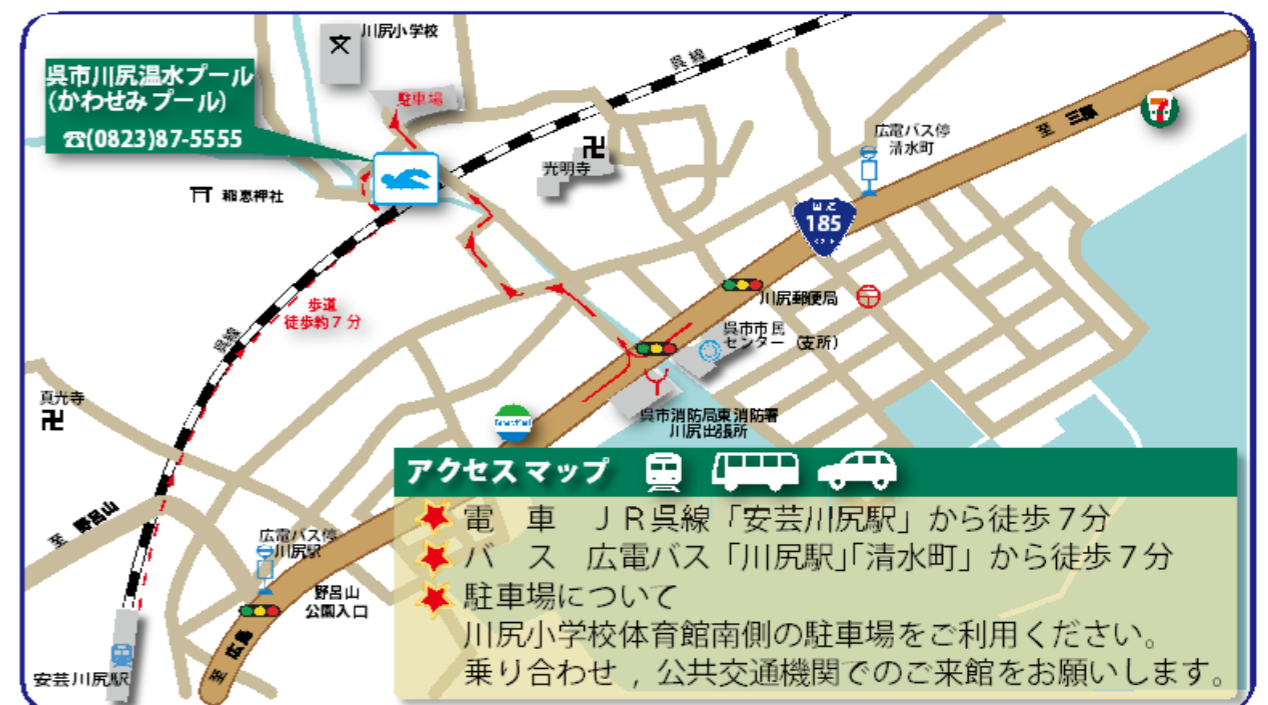 川尻小学校
呉市川尻温水プール
(かわせみプール)
☎(0823)87-5555
駐車場
呉線
至 三原
7
広電バス停
清水町
光明寺
稲恵神社
国道
185
歩道
徒歩約7分
呉線
川尻郵便局
呉市市民
センター（支所）
真光寺
呉市消防局東消防署
川尻出張所
至 野呂山
広電バス停
川尻駅
野呂山
公園入口
至 広島
安芸川尻駅
アクセスマップ
電　車　ＪＲ呉線「安芸川尻駅」から徒歩７分
バ　ス　広電バス「川尻駅」「清水町」から徒歩７分
駐車場について
川尻小学校体育館南側の駐車場をご利用ください。
乗り合わせ，公共交通機関でのご来館をお願いします。